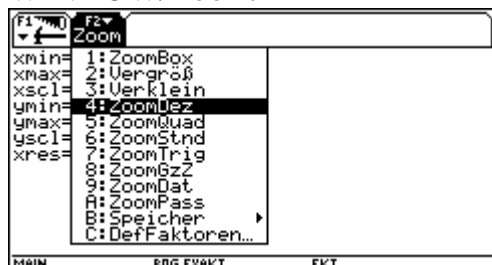 F1 F2
Zoom
xmin= 1:ZoomBox
xmax= 2:Vergröß
xscl= 3:Verklein
ymin= 4:ZoomDez
ymax= 5:ZoomQuad
yscl= 6:ZoomStnd
xres= 7:ZoomTrig
8:ZoomGzZ
9:ZoomDat
A:ZoomPass
B:Speicher
C:DefFaktoren…
MAIN FKT